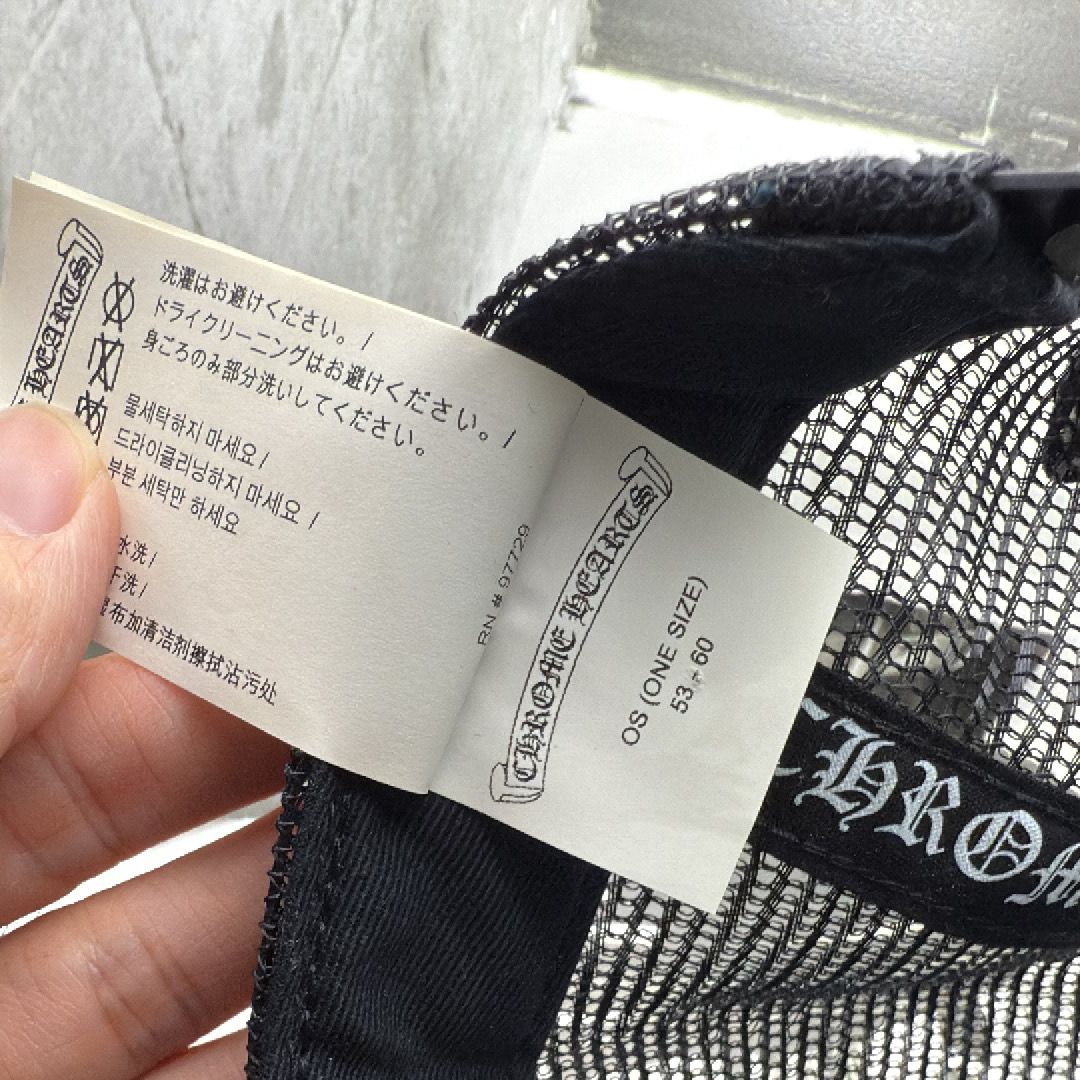 HEARTS
洗濯はお避けください。/
ドライクリーニングはお避けください。/
身ごろのみ部分洗いしてください。
물세탁하지 마세요/
드라이클리닝하지 마세요 /
부분 세탁만 하세요
水洗/
干洗/
湿布加清洁剂擦拭沾污处
RN # 97729
CHROME HEARTS
OS (ONE SIZE)
53 - 60
CHROM